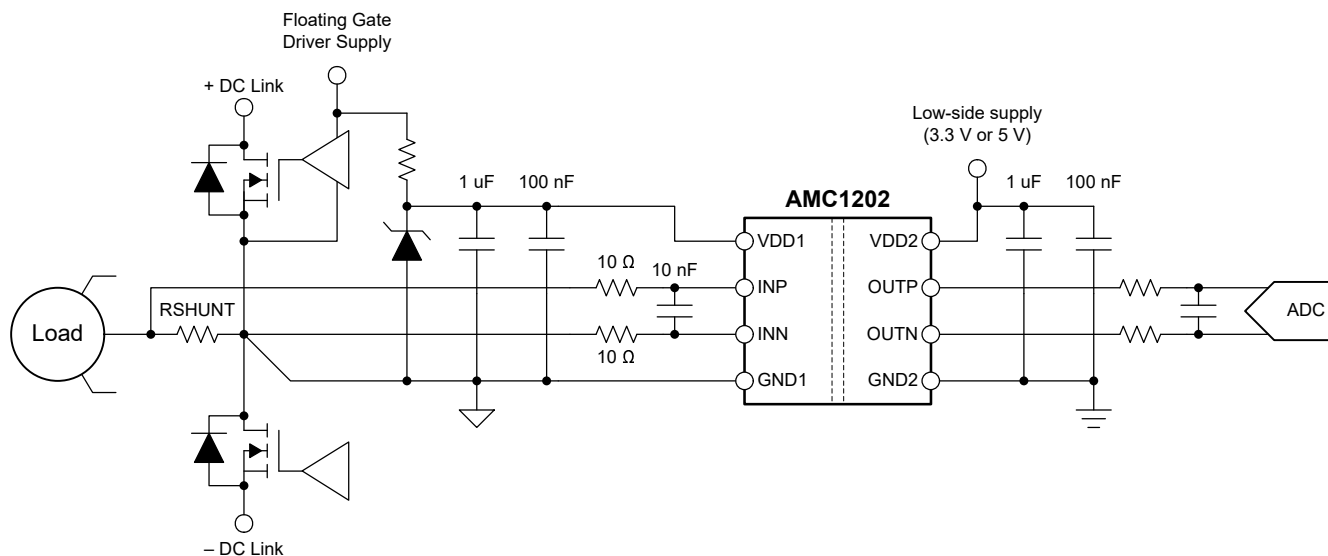 Floating Gate
Driver Supply
+ DC Link
Low-side supply
(3.3 V or 5 V)
1 uF
100 nF
AMC1202
1 uF
100 nF
VDD1
VDD2
10 Ω
10 nF
INP
OUTP
RSHUNT
Load
INN
OUTN
ADC
10 Ω
GND1
GND2
– DC Link